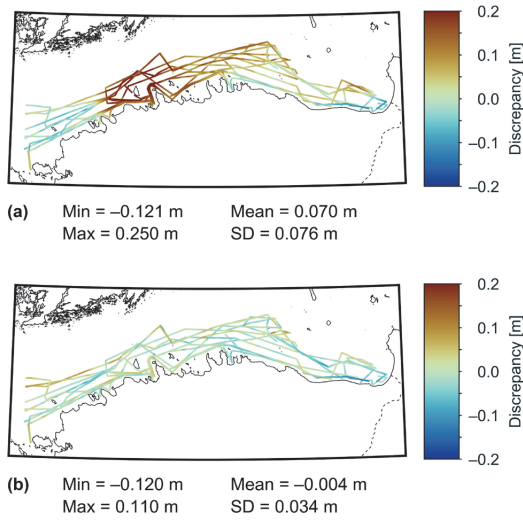 0.2
0.1
0.0
−0.1
−0.2
Discrepancy [m]
(a) Min = −0.121 m Mean = 0.070 m
Max = 0.250 m SD = 0.076 m
0.2
0.1
0.0
−0.1
−0.2
Discrepancy [m]
(b) Min = −0.120 m Mean = −0.004 m
Max = 0.110 m SD = 0.034 m